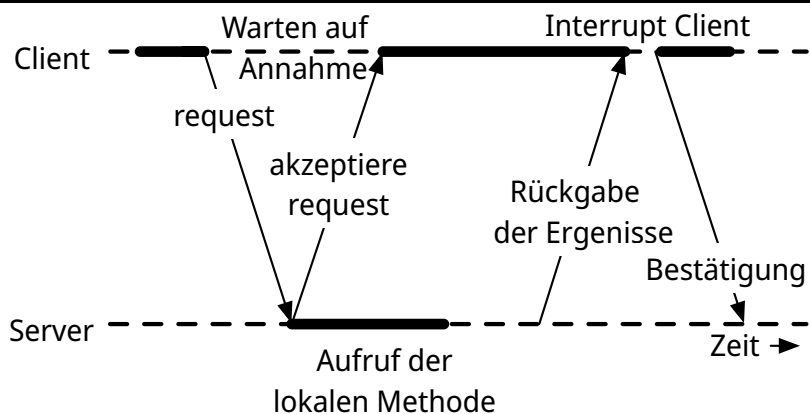 Warten auf
Annahme
Interrupt Client
Client
request
akzeptiere
request
Rückgabe
der Ergenisse
Bestätigung
Server
Zeit
Aufruf der
lokalen Methode